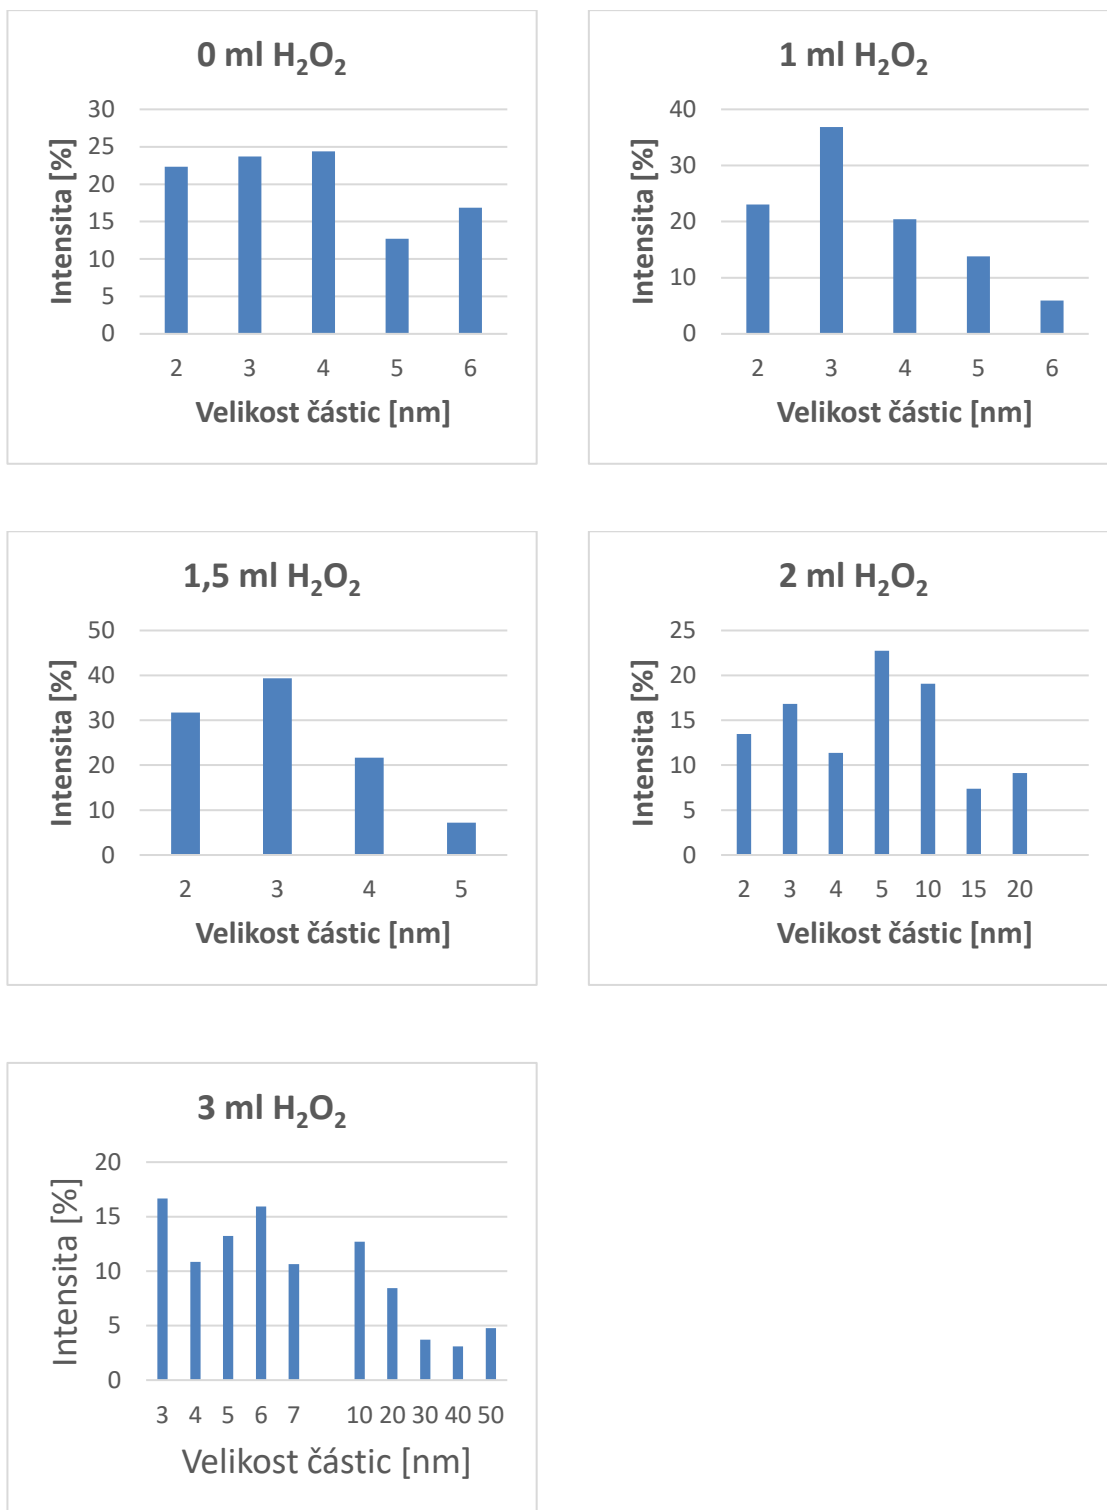 0 ml H₂O₂
Intensita [%]
30
25
20
15
10
5
0
2 3 4 5 6
Velikost částic [nm]
1 ml H₂O₂
Intensita [%]
40
30
20
10
0
2 3 4 5 6
Velikost částic [nm]
1,5 ml H₂O₂
Intensita [%]
50
40
30
20
10
0
2 3 4 5
Velikost částic [nm]
2 ml H₂O₂
Intensita [%]
25
20
15
10
5
0
2 3 4 5 10 15 20
Velikost částic [nm]
3 ml H₂O₂
Intensita [%]
20
15
10
5
0
3 4 5 6 7 10 20 30 40 50
Velikost částic [nm]